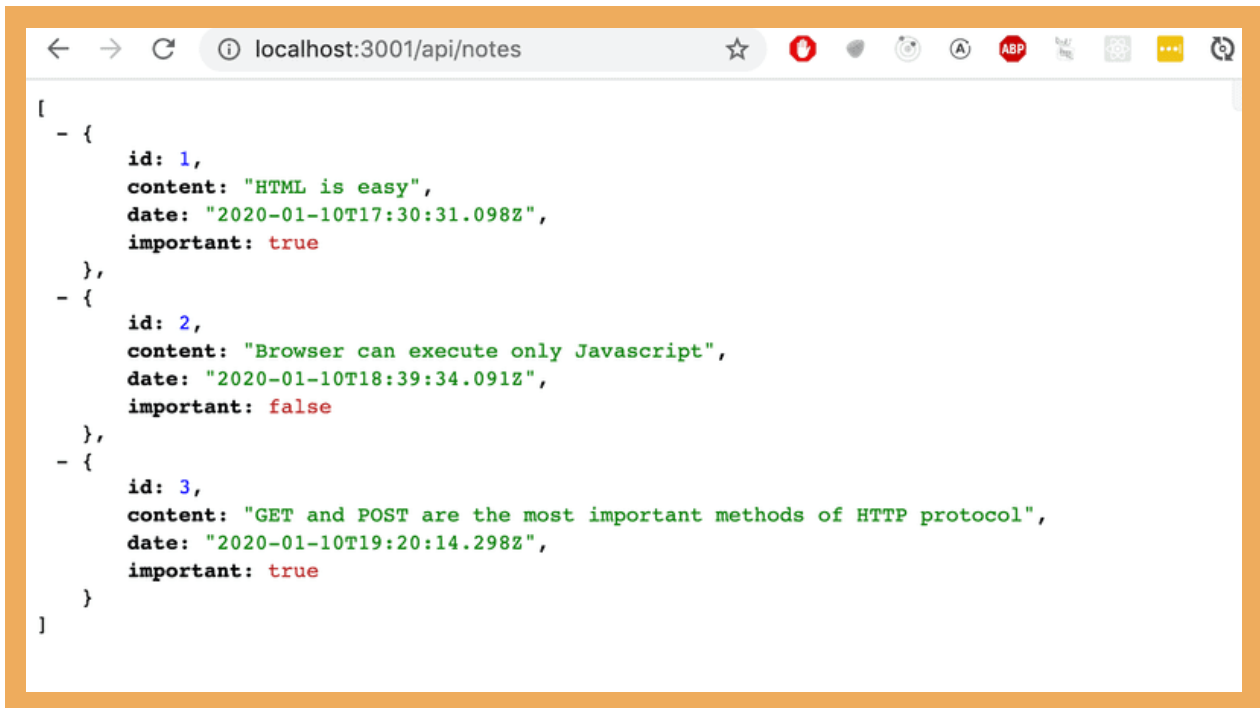 localhost:3001/api/notes
ABP
[
- {
id: 1,
content: "HTML is easy",
date: "2020-01-10T17:30:31.098Z",
important: true
},
- {
id: 2,
content: "Browser can execute only Javascript",
date: "2020-01-10T18:39:34.091Z",
important: false
},
- {
id: 3,
content: "GET and POST are the most important methods of HTTP protocol",
date: "2020-01-10T19:20:14.298Z",
important: true
}
]